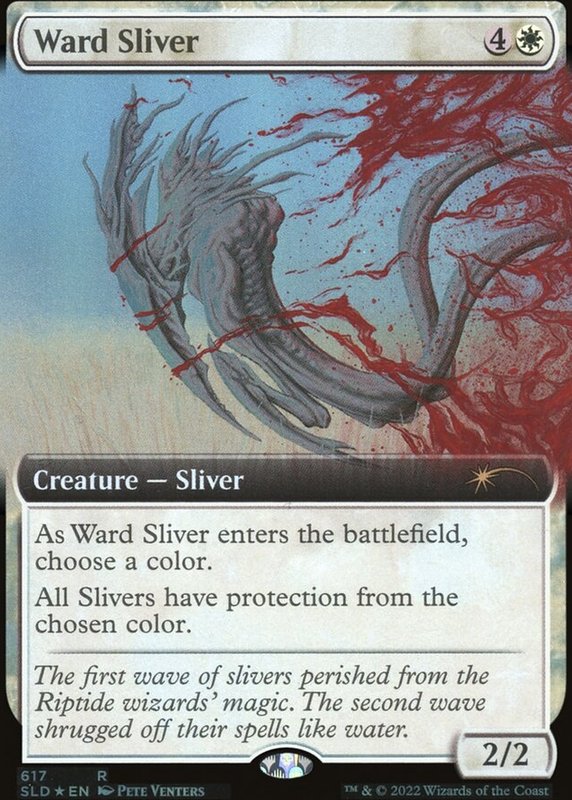 Ward Sliver 4
Creature — Sliver
As Ward Sliver enters the battlefield,
choose a color.
All Slivers have protection from the
chosen color.
The first wave of slivers perished from the
Riptide wizards' magic. The second wave
shrugged off their spells like water.
2/2
617 R
SLD ★ EN Pete Venters
™ & © 2022 Wizards of the Coast